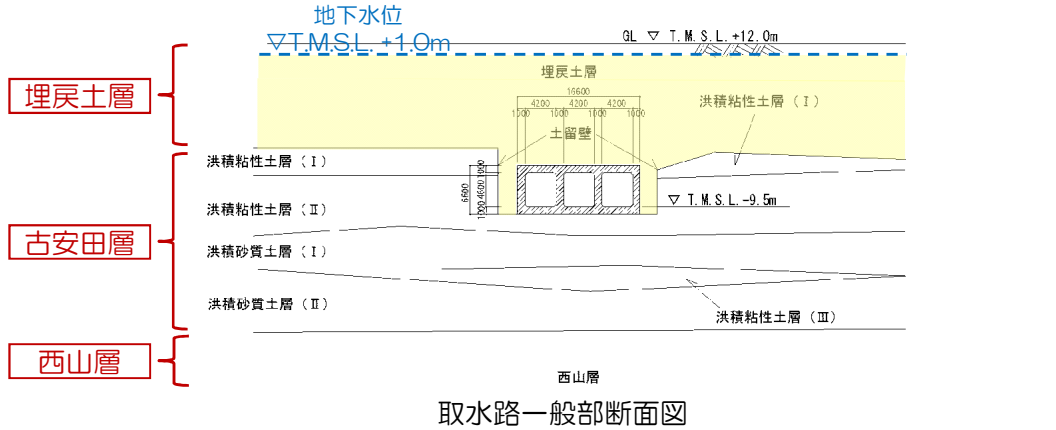 地下水位
▽T.M.S.L. +1.0m
GL ▽ T.M.S.L.+12.0m
埋戻土層
埋戻土層
16600
4200 4200 4200
1000 1000 1000 1000
洪積粘性土層（Ⅰ）
土留壁
洪積粘性土層（Ⅰ）
6600
1000 4600 1000
▽ T.M.S.L.-9.5m
洪積粘性土層（Ⅱ）
古安田層
洪積砂質土層（Ⅰ）
洪積砂質土層（Ⅱ）
洪積粘性土層（Ⅲ）
西山層
西山層
取水路一般部断面図